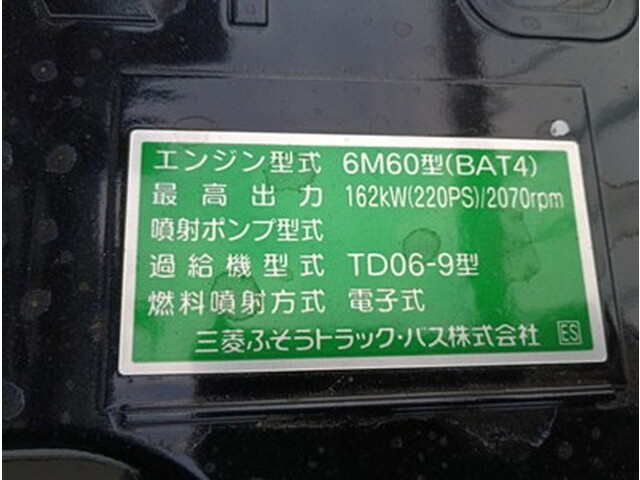 エンジン型式 6M60型(BAT4)
最高出力 162kW(220PS)/2070rpm
噴射ポンプ型式
過給機型式 TD06-9型
燃料噴射方式 電子式
三菱ふそうトラック・バス株式会社 ES